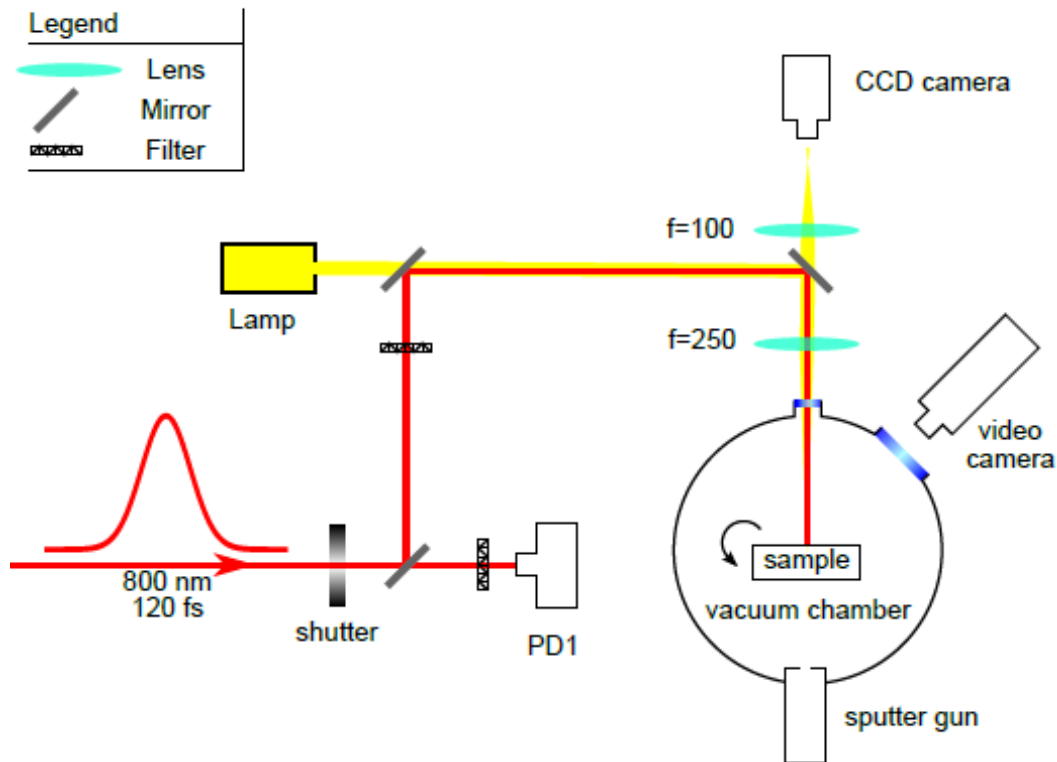 Legend
Lens
Mirror
Filter
CCD camera
f=100
Lamp
f=250
video
camera
800 nm
120 fs
shutter
PD1
sample
vacuum chamber
sputter gun